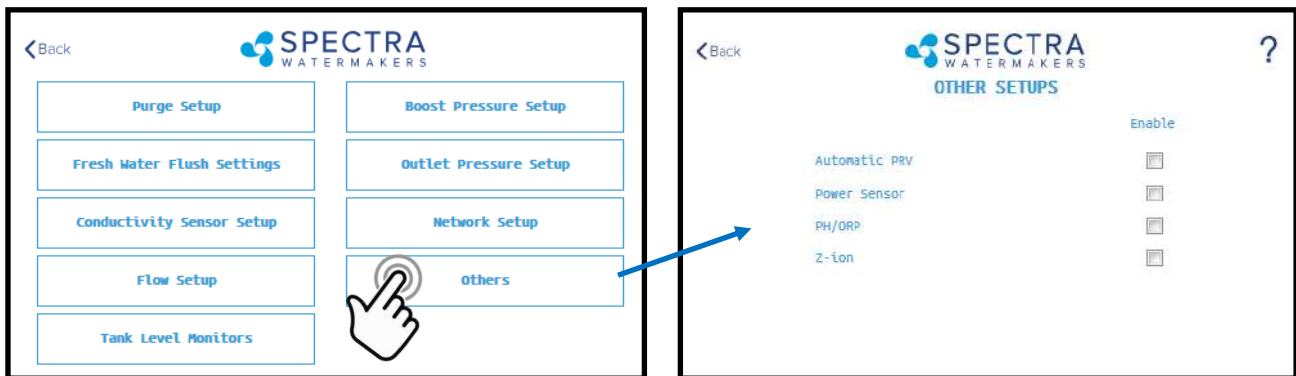 Back
SPECTRA
WATERMAKERS
Purge Setup
Boost Pressure Setup
Fresh Water Flush Settings
Outlet Pressure Setup
Conductivity Sensor Setup
Network Setup
Flow Setup
Others
Tank Level Monitors
Back
SPECTRA
WATERMAKERS
?
OTHER SETUPS
Enable
Automatic PRV
Power Sensor
PH/ORP
Z-ion